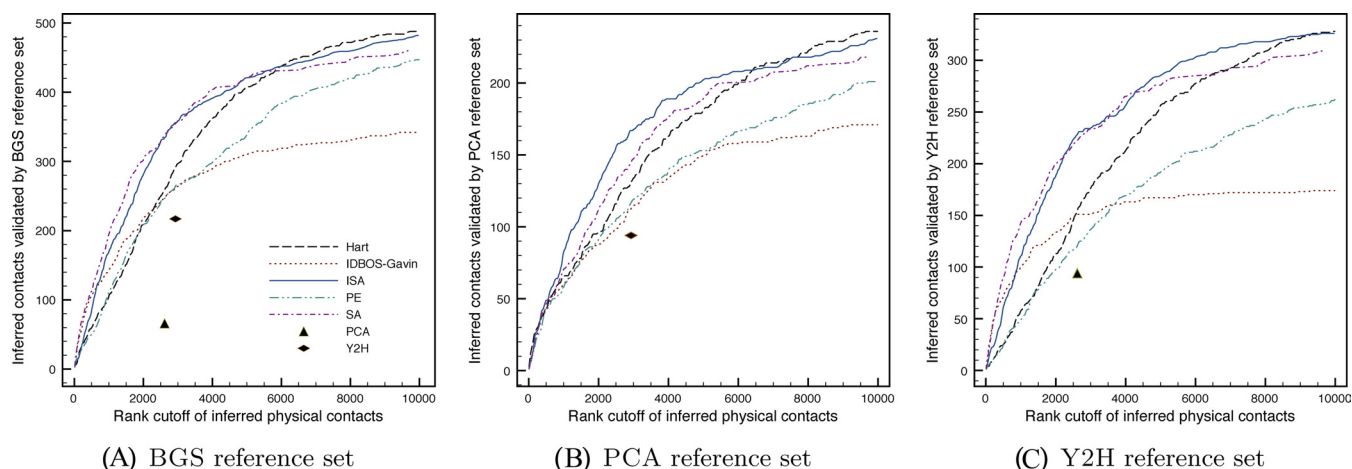 Inferred contacts validated by BGS reference set
500
400
300
200
100
0
0 2000 4000 6000 8000 10000
Rank cutoff of inferred physical contacts
Hart
IDBOS-Gavin
ISA
PE
SA
PCA
Y2H
(A) BGS reference set
Inferred contacts validated by PCA reference set
200
150
100
50
0
0 2000 4000 6000 8000 10000
Rank cutoff of inferred physical contacts
(B) PCA reference set
Inferred contacts validated by Y2H reference set
300
250
200
150
100
50
0
0 2000 4000 6000 8000 10000
Rank cutoff of inferred physical contacts
(C) Y2H reference set